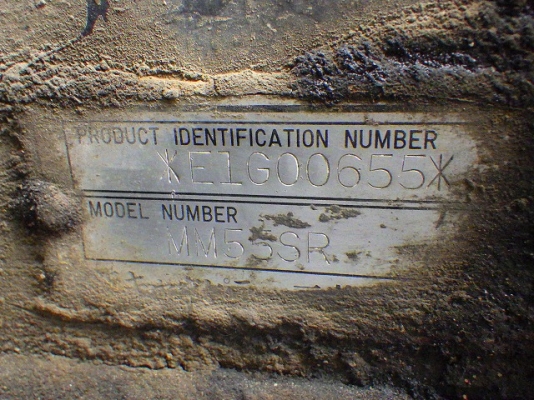 PRODUCT IDENTIFICATION NUMBER
*E1G00655*
MODEL NUMBER
MM55SR